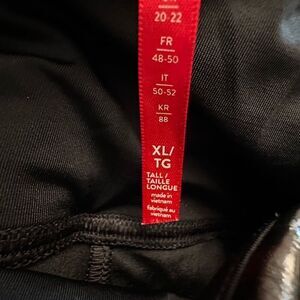 20-22
FR
48-50
IT
50-52
KR
88
XL/
TG
TALL/
TAILLE
LONGUE
made in
vietnam
fabriqué au
vietnam